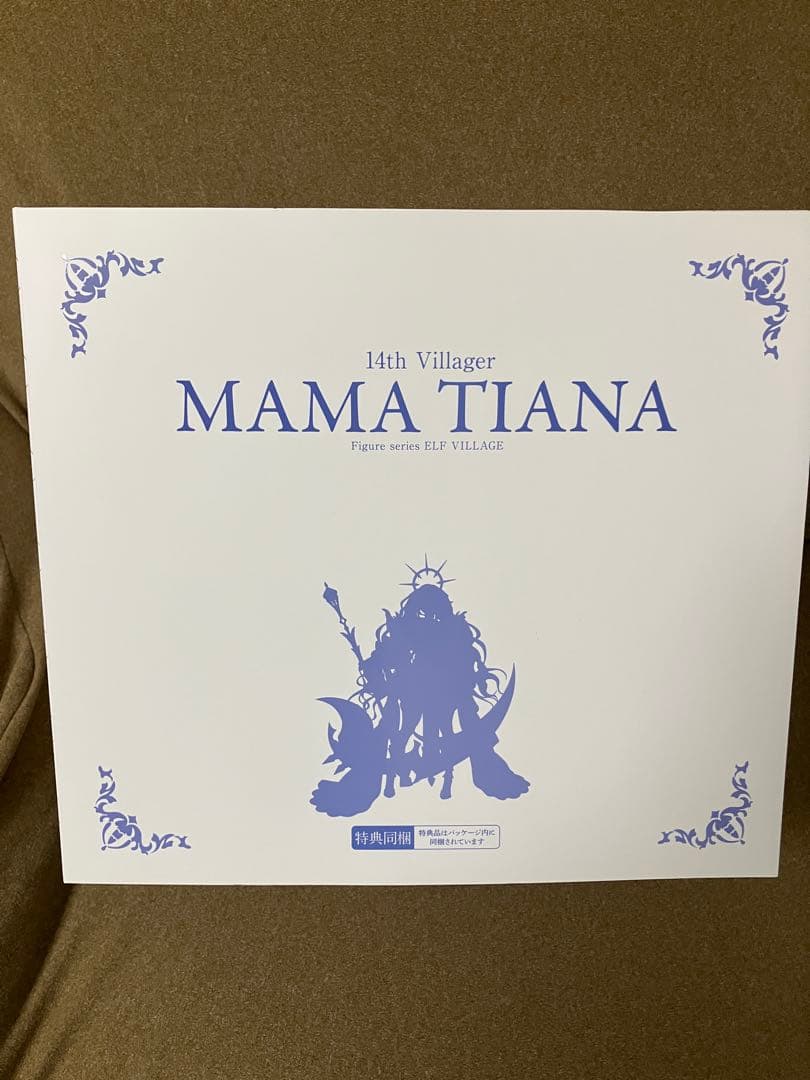 14th Villager
MAMA TIANA
Figure series ELF VILLAGE
特典同梱
特典品はパッケージ内に
同梱されています